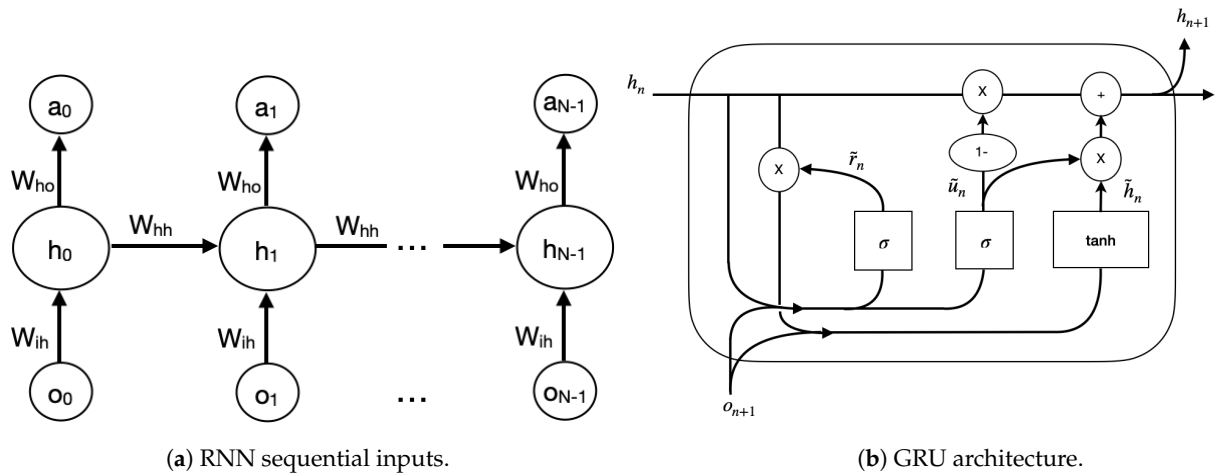 a₀ a₁ aN-1
Who Who Who
h₀ Whh h₁ Whh ... hN-1
Wih Wih Wih
o₀ o₁ ... oN-1
(a) RNN sequential inputs.
hₙ₊₁
hₙ X +
1-
X r̃ₙ ũₙ X
h̃ₙ
σ σ tanh
oₙ₊₁
(b) GRU architecture.